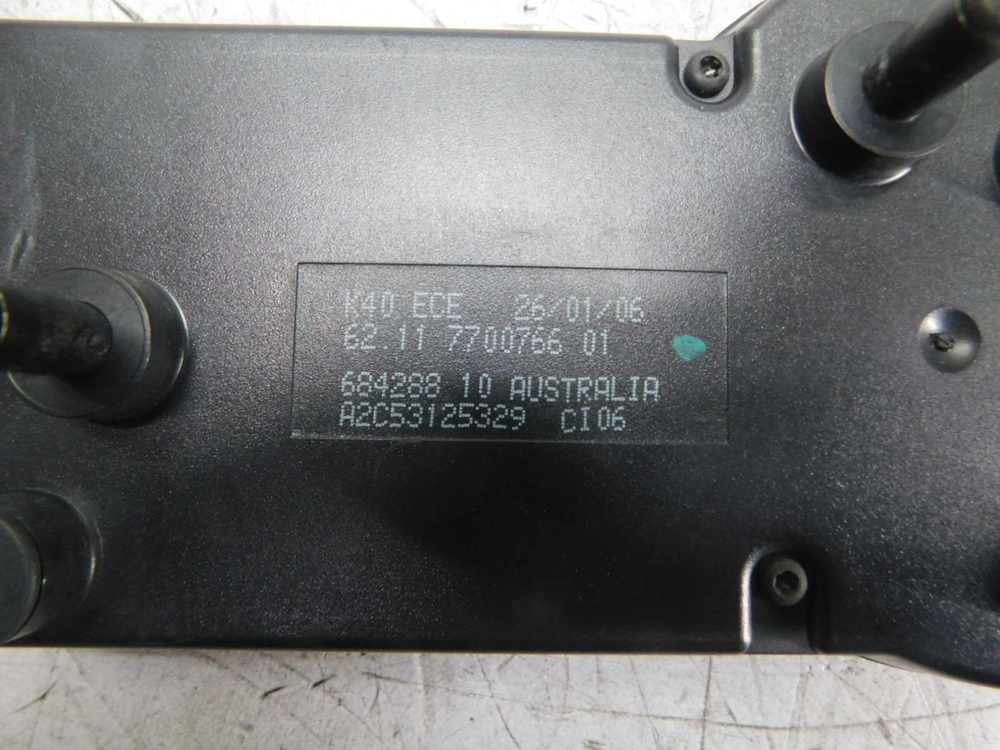 K40 ECE 26/01/06
62.11 7700766 01
684288 10 AUSTRALIA
A2C53125329 CI06